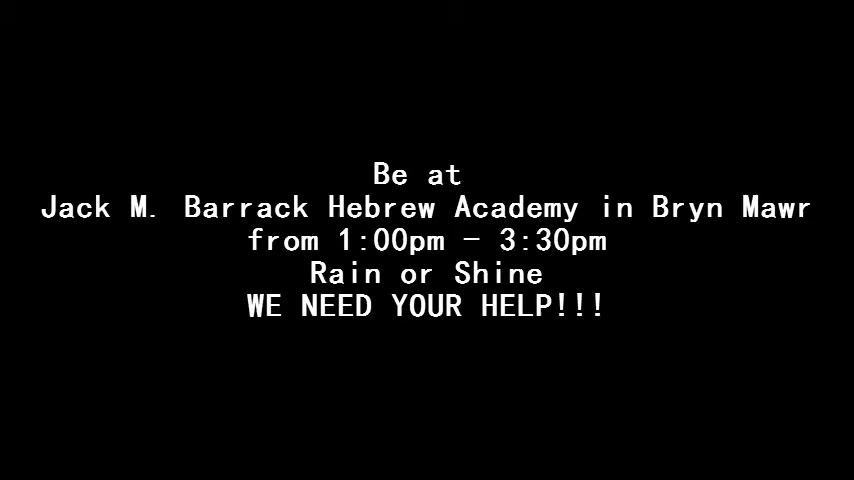 Be at
Jack M. Barrack Hebrew Academy in Bryn Mawr
from 1:00pm - 3:30pm
Rain or Shine
WE NEED YOUR HELP!!!